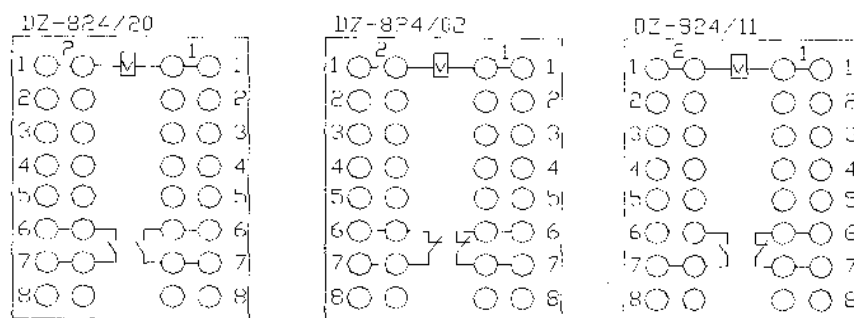 DZ-824/20 DZ-824/02 DZ-824/11
2 1 2 1 2 1
1 V 1 1 V 1 1 V 1
2 2 2 2 2 2
3 3 3 3 3 3
4 4 4 4 4 4
5 5 5 5 5 5
6 6 6 6 6 6
7 7 7 7 7 7
8 8 8 8 8 8